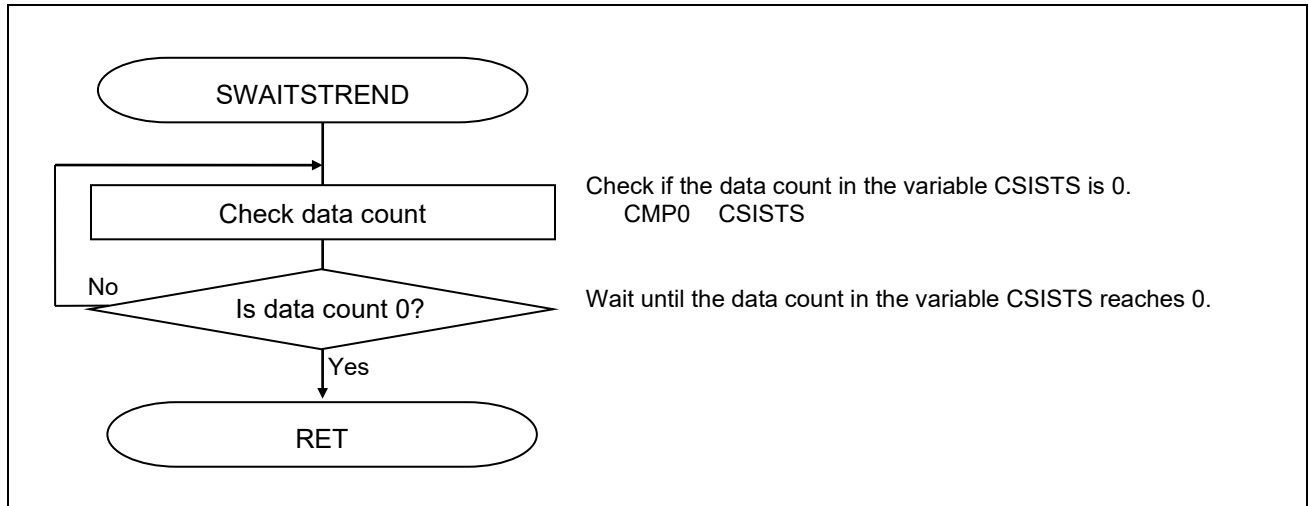 SWAITSTREND
Check data count
Check if the data count in the variable CSISTS is 0.
CMP0 CSISTS
No
Is data count 0?
Wait until the data count in the variable CSISTS reaches 0.
Yes
RET